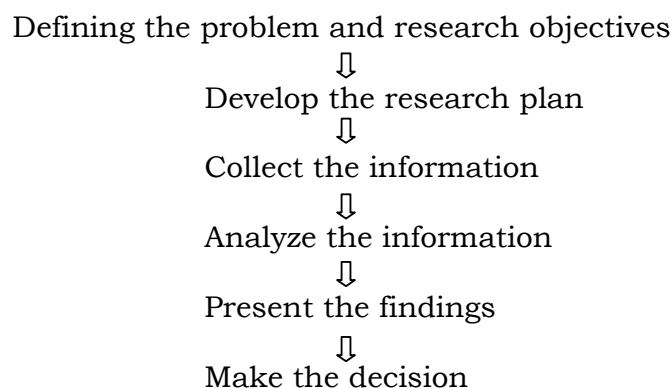 Defining the problem and research objectives
⇩
Develop the research plan
⇩
Collect the information
⇩
Analyze the information
⇩
Present the findings
⇩
Make the decision